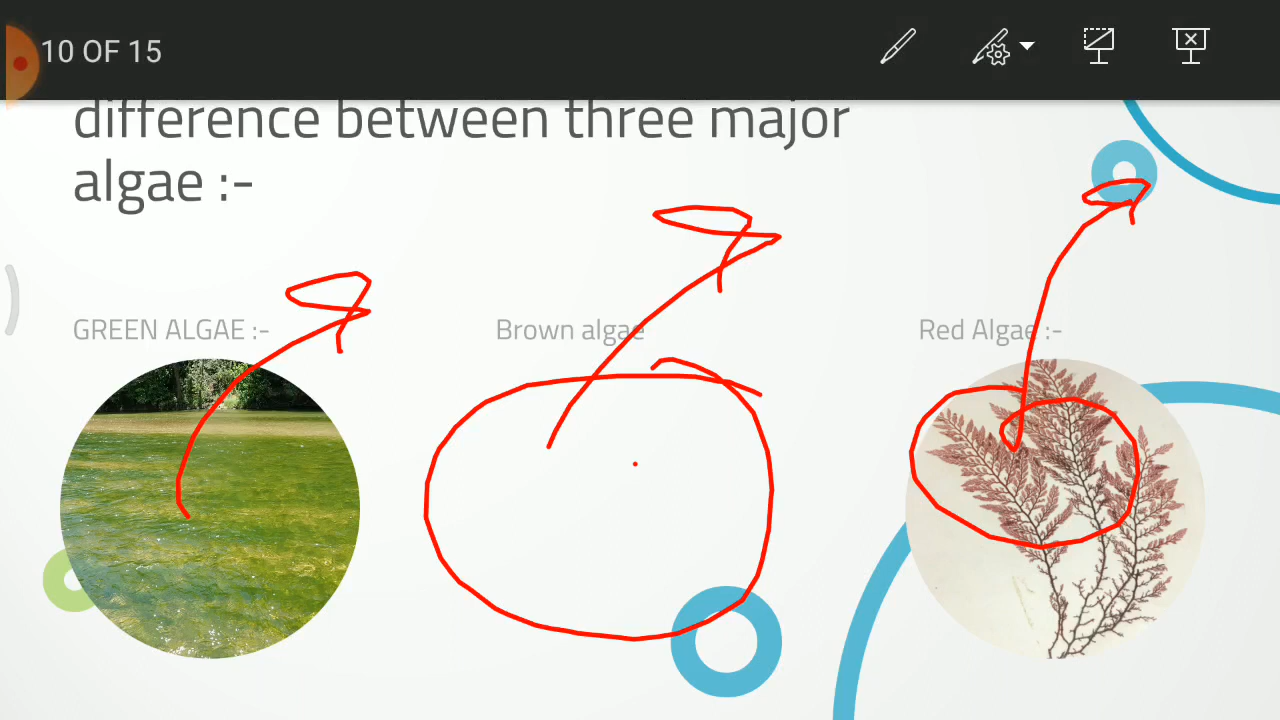 10 OF 15
difference between three major
algae :-
GREEN ALGAE :-
Brown algae
Red Algae :-